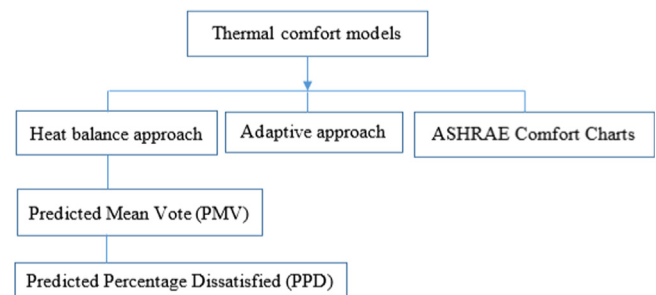 Thermal comfort models
Heat balance approach
Adaptive approach
ASHRAE Comfort Charts
Predicted Mean Vote (PMV)
Predicted Percentage Dissatisfied (PPD)